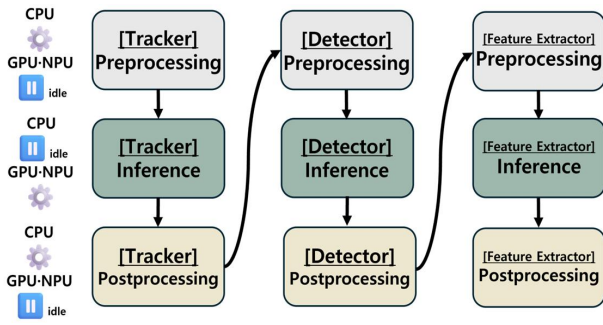 CPU
GPU·NPU
idle
CPU
idle
GPU·NPU
CPU
GPU·NPU
idle
[Tracker]
Preprocessing
[Tracker]
Inference
[Tracker]
Postprocessing
[Detector]
Preprocessing
[Detector]
Inference
[Detector]
Postprocessing
[Feature Extractor]
Preprocessing
[Feature Extractor]
Inference
[Feature Extractor]
Postprocessing